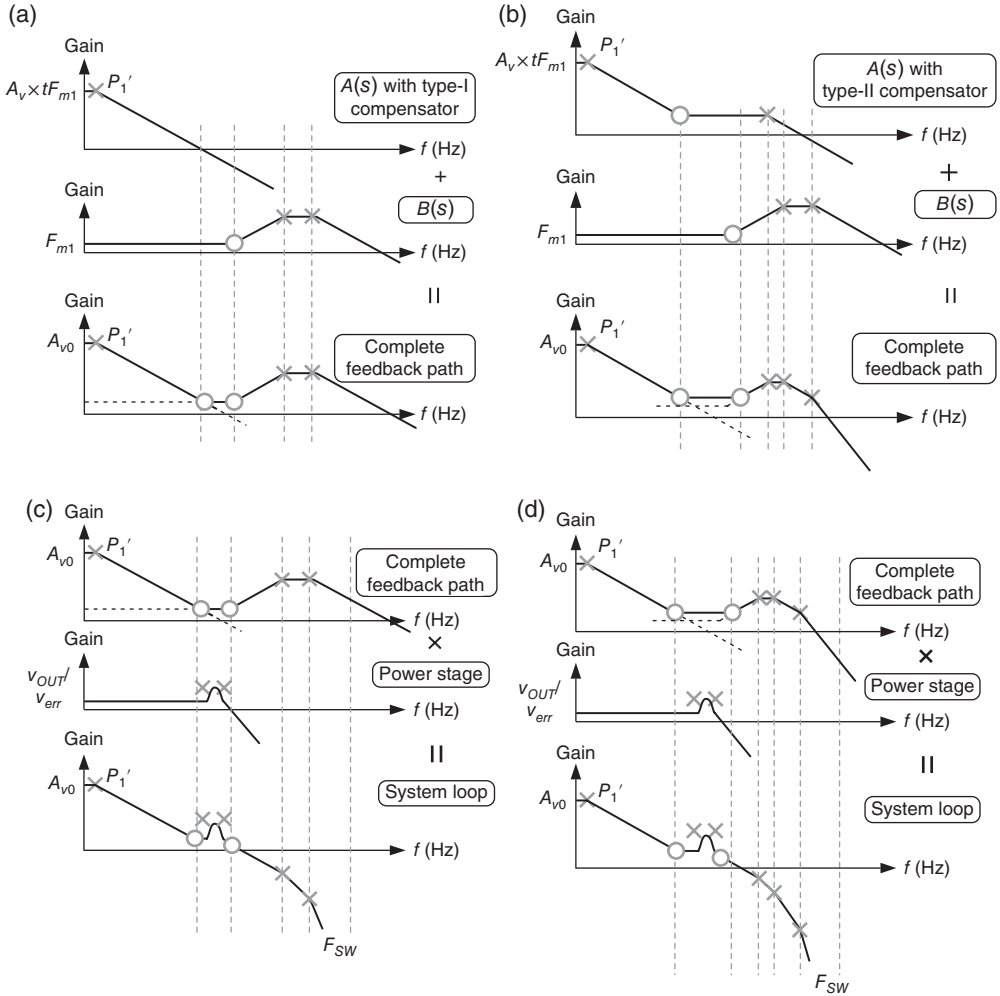 (a)
Gain
A_v × tF_m1
P_1′
A(s) with type-I
compensator
f (Hz)
+
Gain
B(s)
F_m1
f (Hz)
=
Gain
A_v0
P_1′
Complete
feedback path
f (Hz)
(b)
Gain
A_v × tF_m1
P_1′
A(s) with
type-II compensator
f (Hz)
+
Gain
B(s)
F_m1
f (Hz)
=
Gain
A_v0
P_1′
Complete
feedback path
f (Hz)
(c)
Gain
A_v0
P_1′
Complete
feedback path
f (Hz)
×
Gain
Power stage
v_OUT/
v_err
f (Hz)
=
Gain
A_v0
P_1′
System loop
f (Hz)
F_SW
(d)
Gain
A_v0
P_1′
Complete
feedback path
f (Hz)
×
Gain
Power stage
v_OUT/
v_err
f (Hz)
=
Gain
A_v0
P_1′
System loop
f (Hz)
F_SW